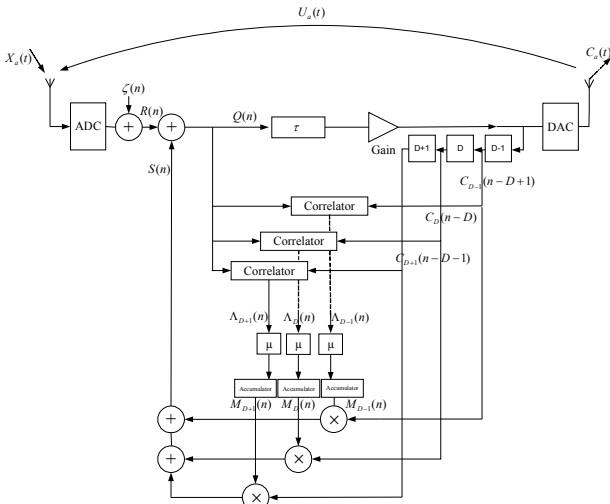 U_a(t)
X_a(t)
C_a(t)
ζ(n)
ADC
+
R(n)
+
Q(n)
τ
Gain
DAC
D+1
D
D-1
S(n)
C_{D-1}(n-D+1)
Correlator
C_D(n-D)
Correlator
C_{D+1}(n-D-1)
Correlator
Λ_{D+1}(n)
Λ_D(n)
Λ_{D-1}(n)
μ
μ
μ
Accumulator
Accumulator
Accumulator
M_{D+1}(n)
M_D(n)
M_{D-1}(n)
+
×
+
×
×